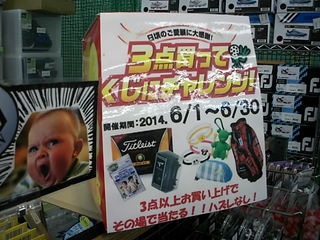 日頃のご愛顧に大感謝!
3点買って
くじにチャレンジ!
開催期間:2014. 6/1〜6/30
Titleist
3点以上お買い上げで
その場で当たる!!ハズレなし!
FJ